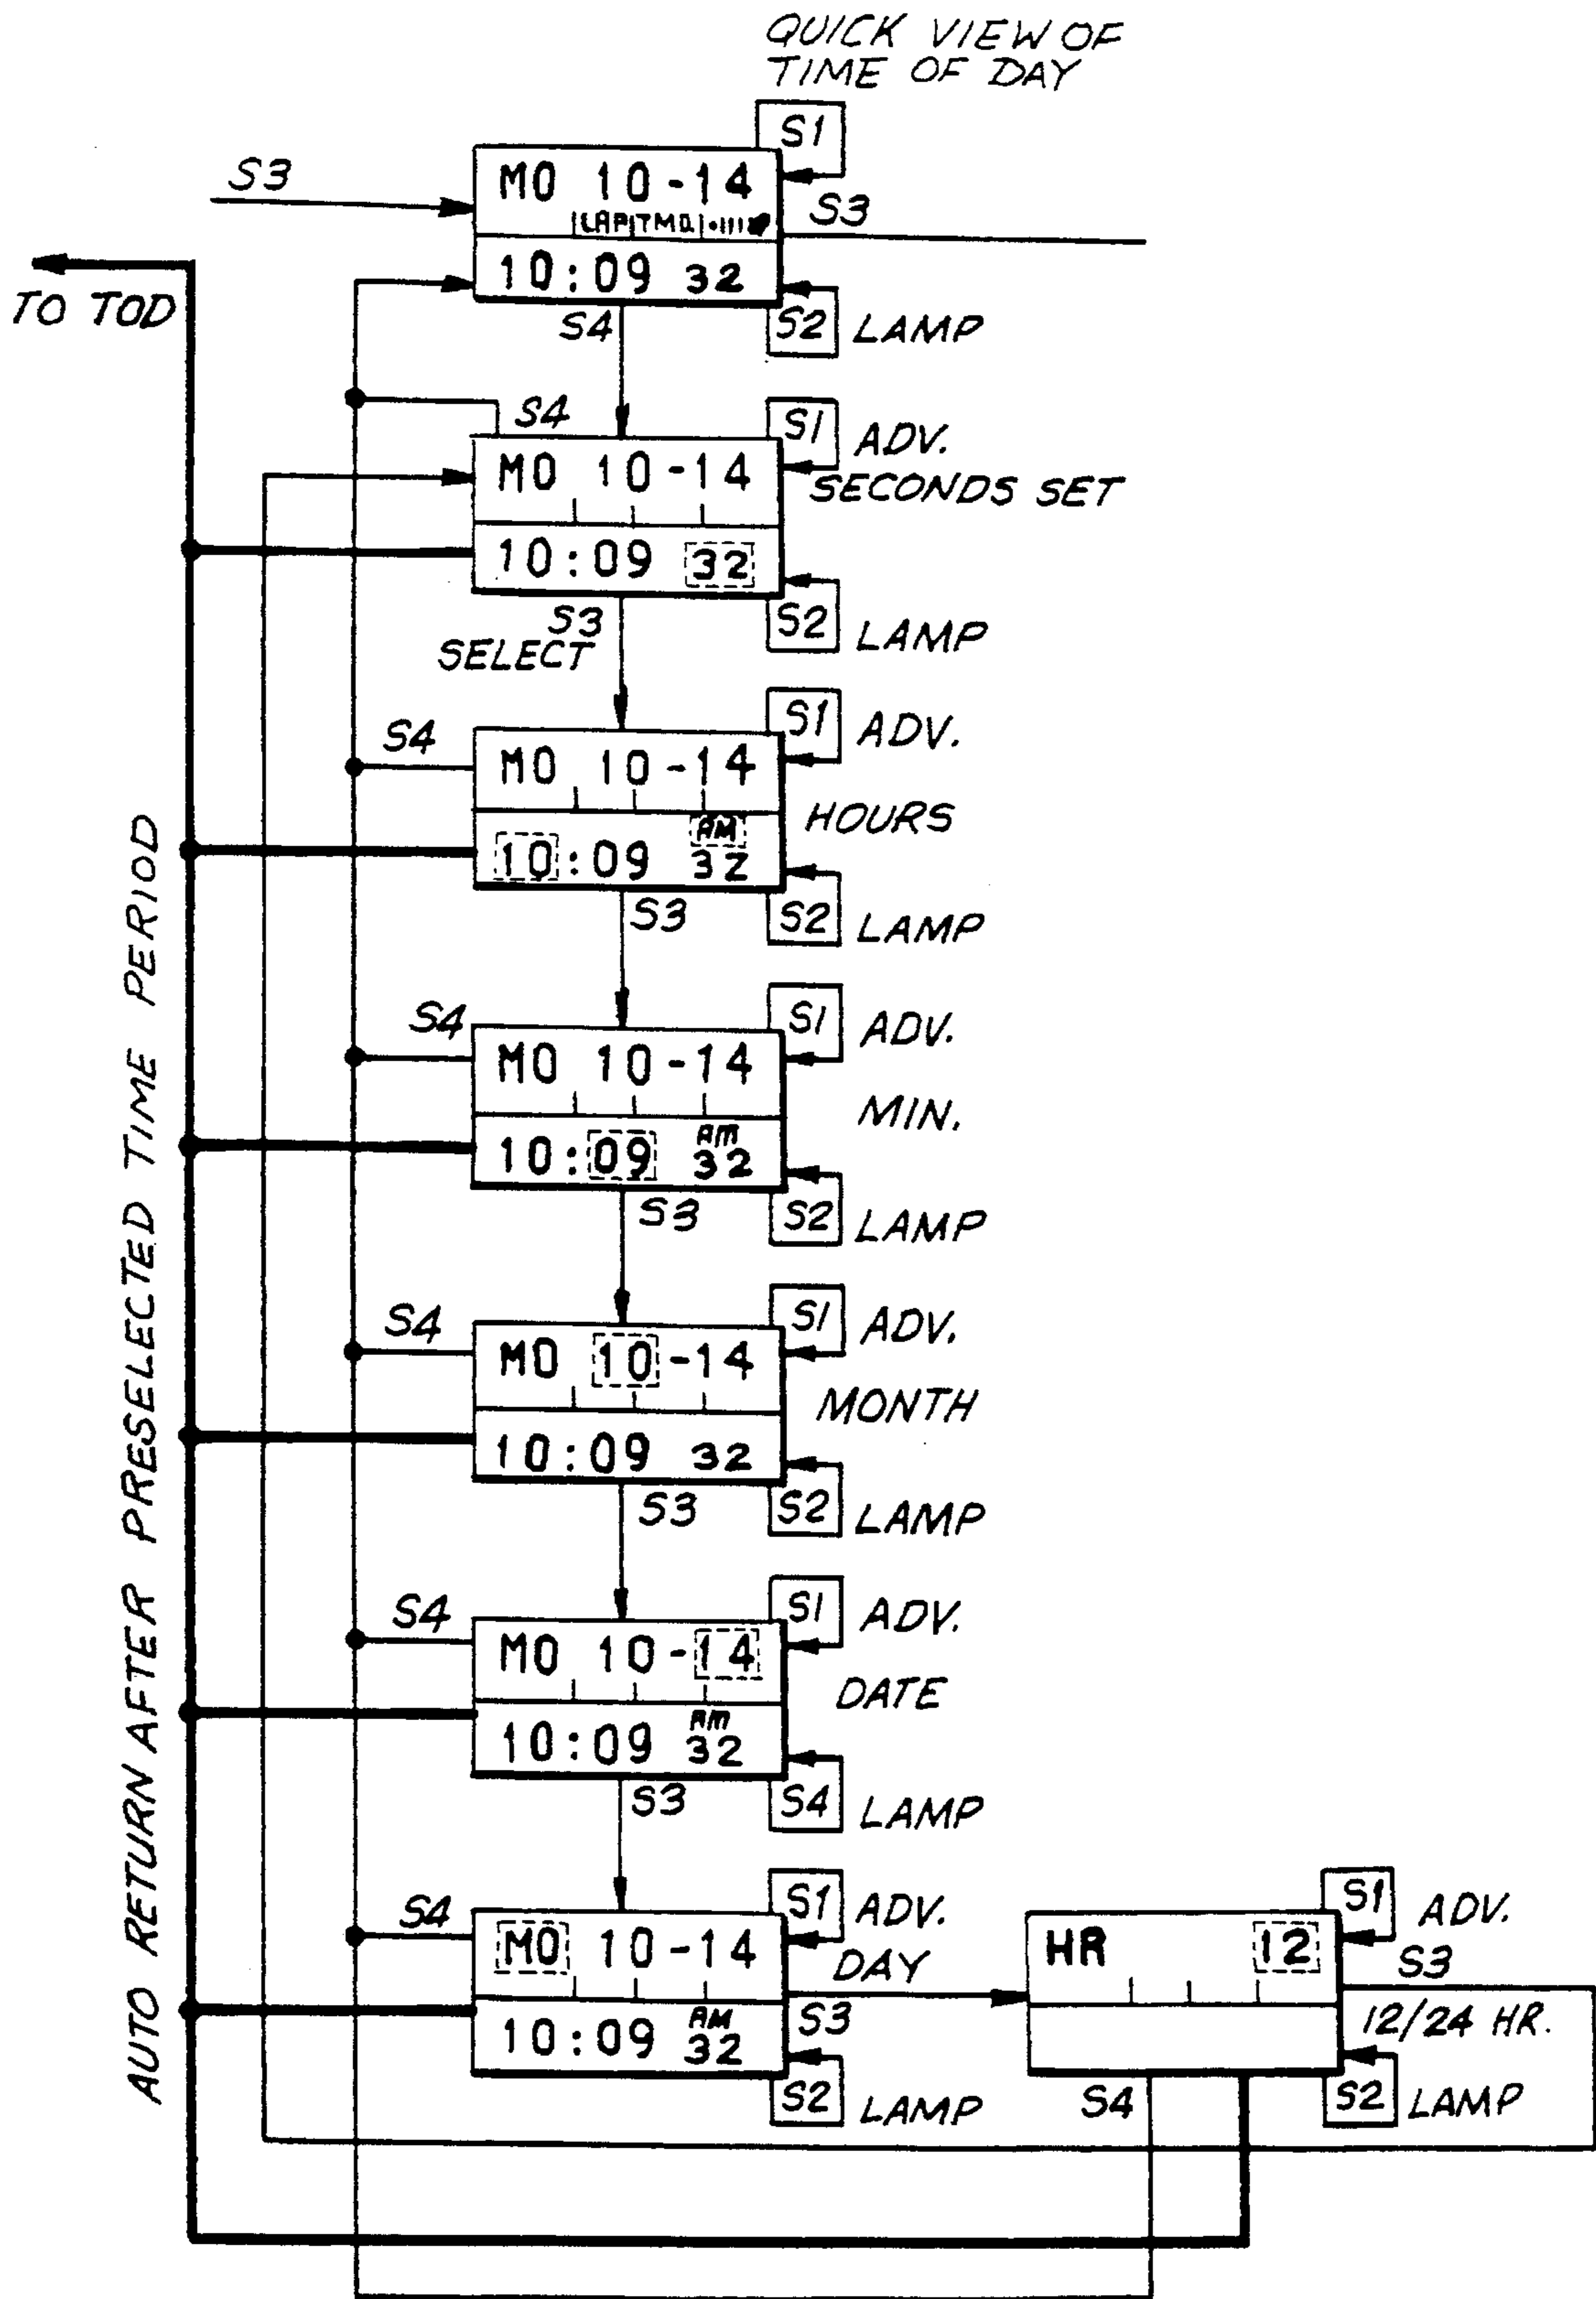 QUICK VIEW OF
TIME OF DAY
S1
S3
MO 10-14
S3
LAP TMR
10:09 32
TO TOD
S4
S2 LAMP
S4
S1 ADV.
MO 10-14
SECONDS SET
10:09 32
S3
SELECT
S2 LAMP
S1 ADV.
S4
MO 10-14
HOURS
AM
10:09 32
S3
S2 LAMP
S1 ADV.
S4
MO 10-14
MIN.
AM
10:09 32
S3
S2 LAMP
S1 ADV.
S4
MO 10-14
MONTH
10:09 32
S3
S2 LAMP
S1 ADV.
S4
MO 10-14
DATE
AM
10:09 32
S3
S4 LAMP
S1 ADV.
S4
MO 10-14
DAY
S3
AM
10:09 32
S2 LAMP
S1 ADV.
HR 12
S3
12/24 HR.
S4
S2 LAMP
AUTO RETURN AFTER PRESELECTED TIME PERIOD